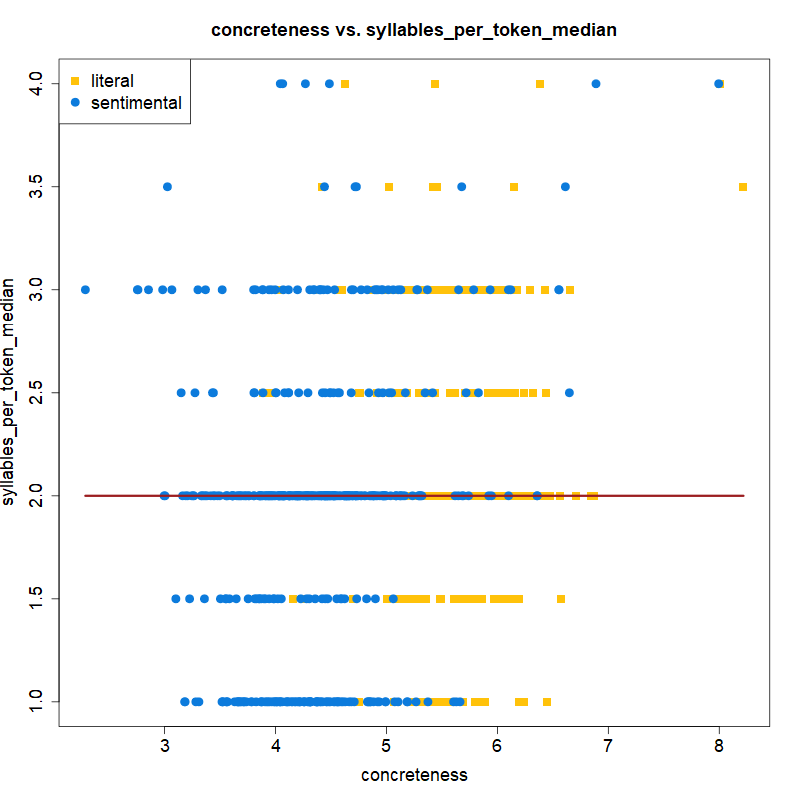 concreteness vs. syllables_per_token_median
literal
sentimental
syllables_per_token_median
4.0
3.5
3.0
2.5
2.0
1.5
1.0
3 4 5 6 7 8
concreteness